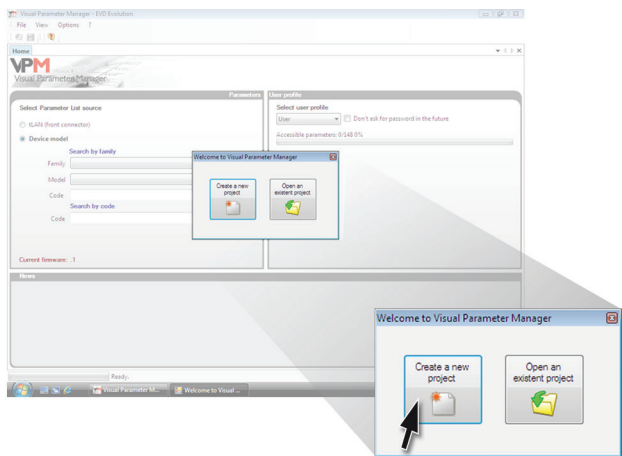 Visual Parameter Manager - EVD Evolution
File View Options ?
Home
VPM
Visual Parameter Manager
Parameters
User profile
Select Parameter List source
tLAN (front connector)
Device model
Search by family
Family
Model
Code
Search by code
Code
Current firmware: .1
Select user profile
User
Don't ask for password in the future
Accessible parameters: 0/148 0%
Welcome to Visual Parameter Manager
Create a new
project
Open an
existent project
News
Ready.
Visual Parameter M...
Welcome to Visual ...
Welcome to Visual Parameter Manager
Create a new
project
Open an
existent project